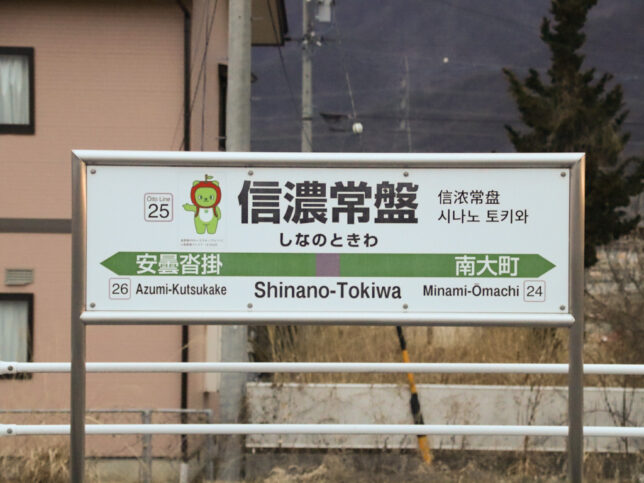 Ōito Line
25
信濃常盤
しなのときわ
信浓常盘
시나노 토키와
安曇沓掛
南大町
26
Azumi-Kutsukake
Shinano-Tokiwa
Minami-Ōmachi
24